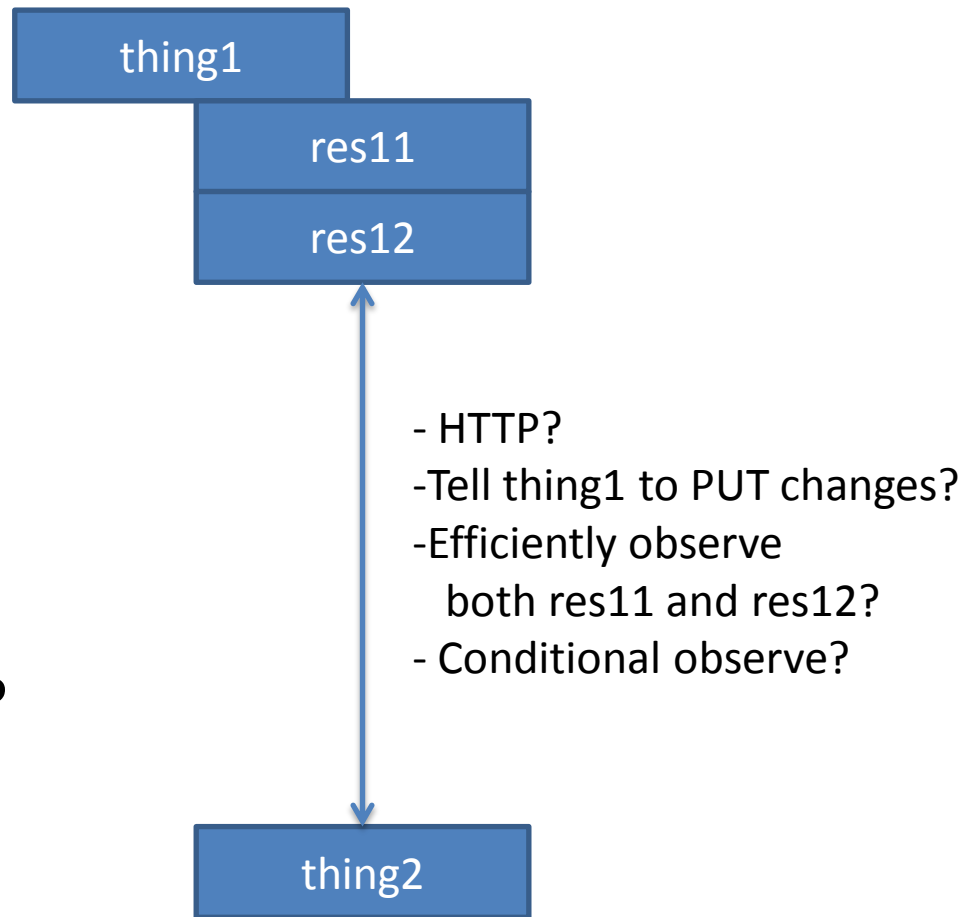 thing1
res11
res12
- HTTP?
-Tell thing1 to PUT changes?
-Efficiently observe
both res11 and res12?
- Conditional observe?
?
thing2